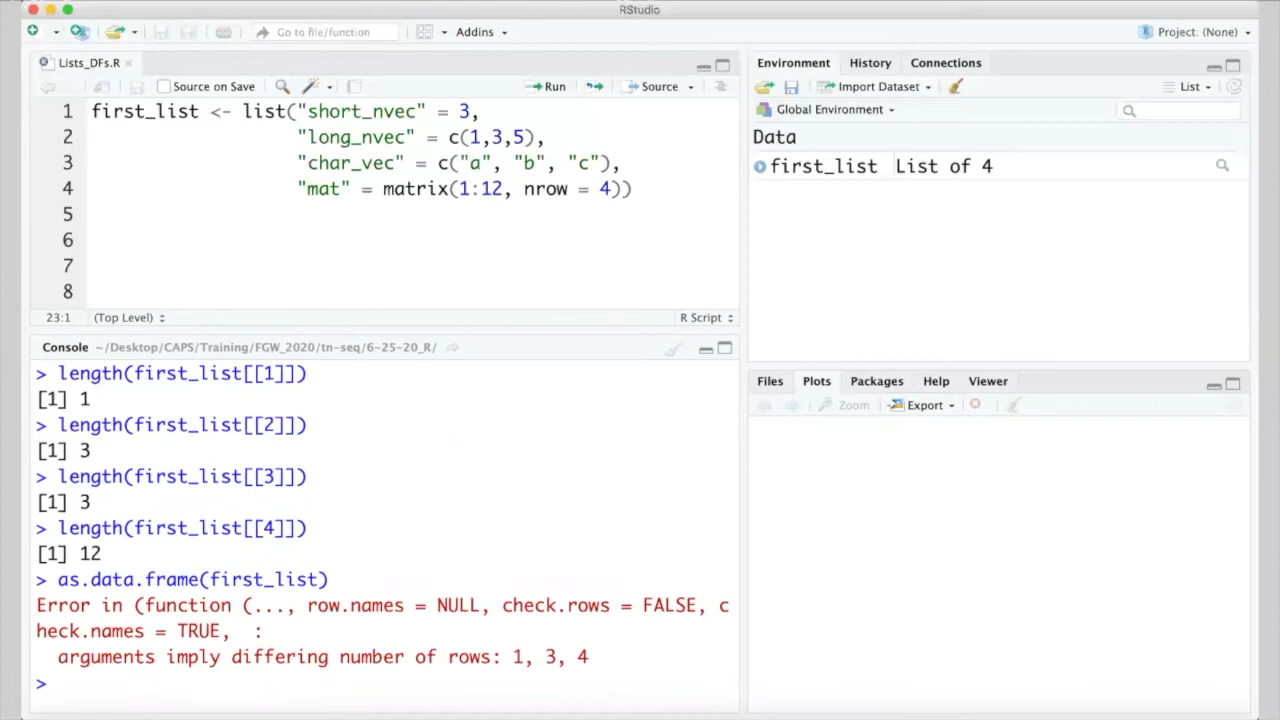 RStudio
Go to file/function
Addins
Project: (None)
Lists_DFs.R
Source on Save
Run
Source
1 first_list <- list("short_nvec" = 3,
2 "long_nvec" = c(1,3,5),
3 "char_vec" = c("a", "b", "c"),
4 "mat" = matrix(1:12, nrow = 4))
5
6
7
8
23:1 (Top Level) R Script
Console ~/Desktop/CAPS/Training/FGW_2020/tn-seq/6-25-20_R/
> length(first_list[[1]])
[1] 1
> length(first_list[[2]])
[1] 3
> length(first_list[[3]])
[1] 3
> length(first_list[[4]])
[1] 12
> as.data.frame(first_list)
Error in (function (..., row.names = NULL, check.rows = FALSE, c
heck.names = TRUE,  :
  arguments imply differing number of rows: 1, 3, 4
>
Environment History Connections
Import Dataset List
Global Environment
Data
first_list List of 4
Files Plots Packages Help Viewer
Zoom Export